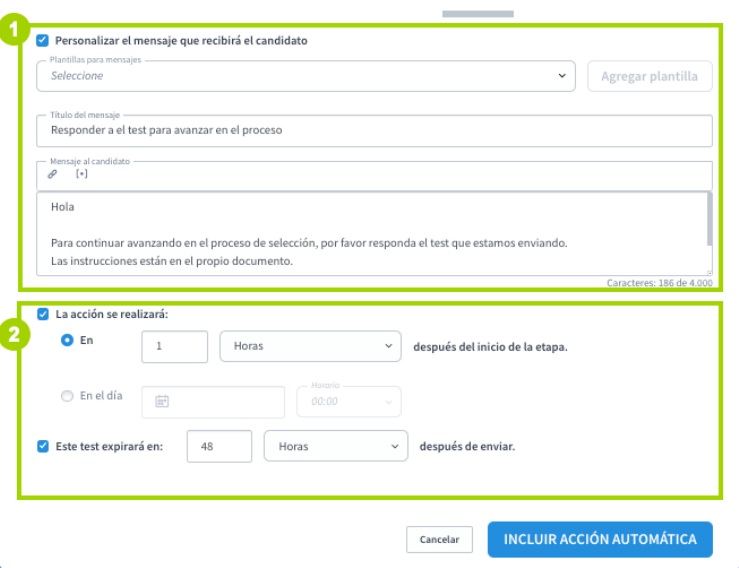 1
Personalizar el mensaje que recibirá el candidato
Plantillas para mensajes
Seleccione
Agregar plantilla
Título del mensaje
Responder a el test para avanzar en el proceso
Mensaje al candidato
[+]
Hola
Para continuar avanzando en el proceso de selección, por favor responda el test que estamos enviando.
Las instrucciones están en el propio documento.
Caracteres: 186 de 4.000
2
La acción se realizará:
En 1 Horas después del inicio de la etapa.
En el día Horario 00:00
Este test expirará en: 48 Horas después de enviar.
Cancelar INCLUIR ACCIÓN AUTOMÁTICA